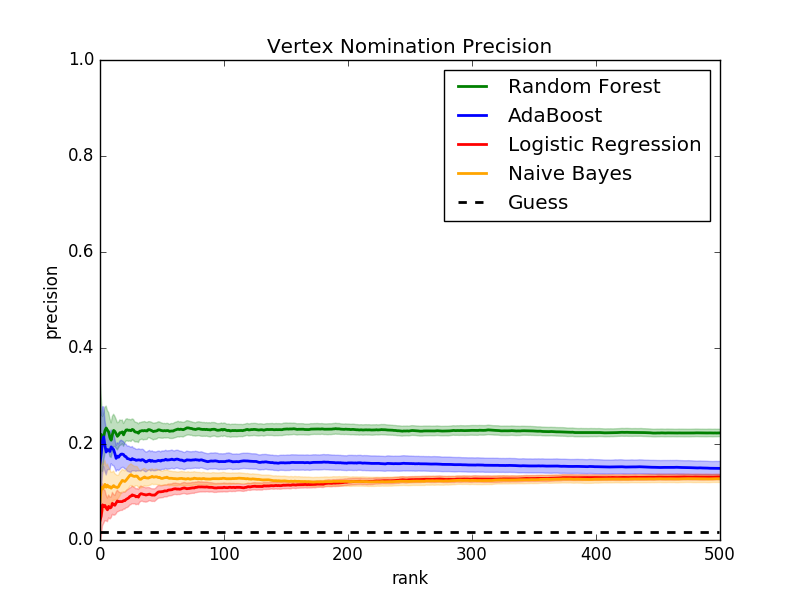 Vertex Nomination Precision
1.0
0.8
0.6
0.4
0.2
0.0
precision
Random Forest
AdaBoost
Logistic Regression
Naive Bayes
Guess
0 100 200 300 400 500
rank